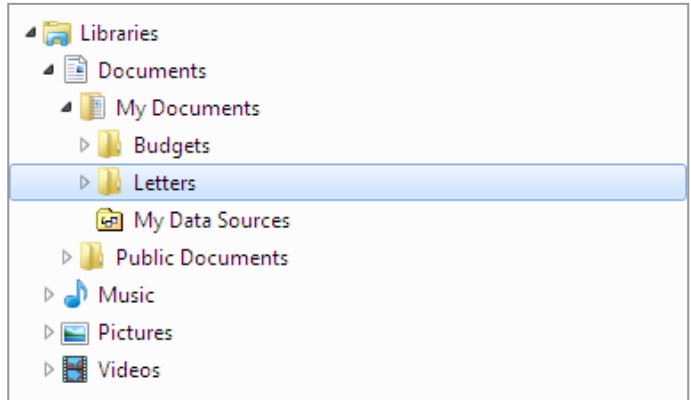 Libraries
Documents
My Documents
Budgets
Letters
My Data Sources
Public Documents
Music
Pictures
Videos